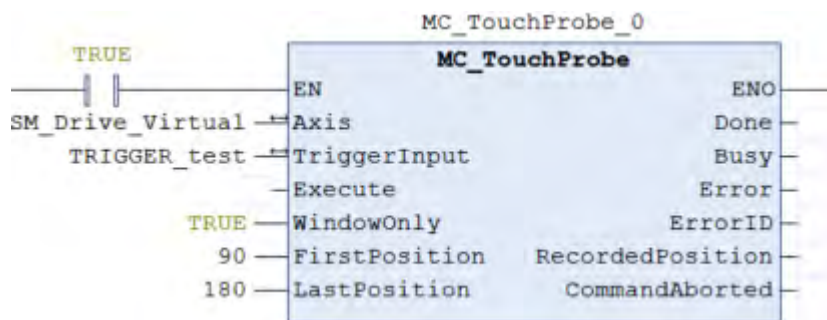 MC_TouchProbe_0
TRUE
MC_TouchProbe
EN ENO
SM_Drive_Virtual Axis Done
TRIGGER_test TriggerInput Busy
Execute Error
TRUE WindowOnly ErrorID
90 FirstPosition RecordedPosition
180 LastPosition CommandAborted